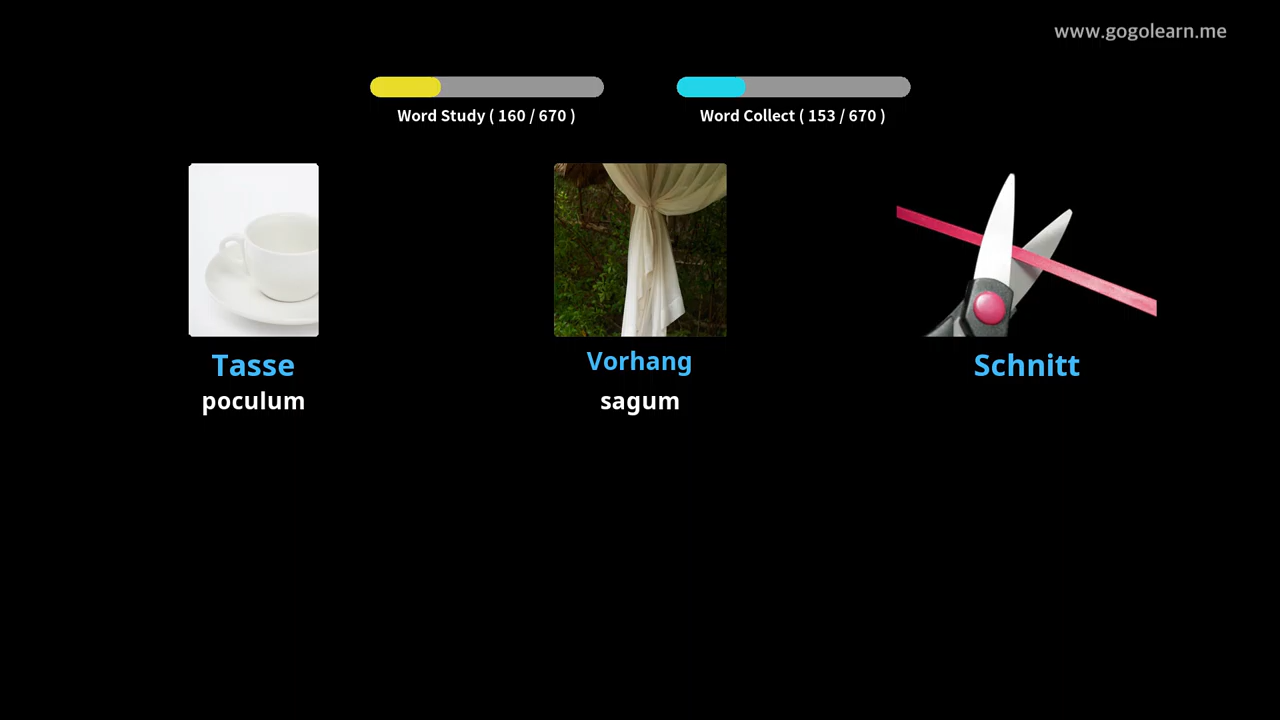 www.gogolearn.me
Word Study ( 160 / 670 )
Word Collect ( 153 / 670 )
Tasse
poculum
Vorhang
sagum
Schnitt